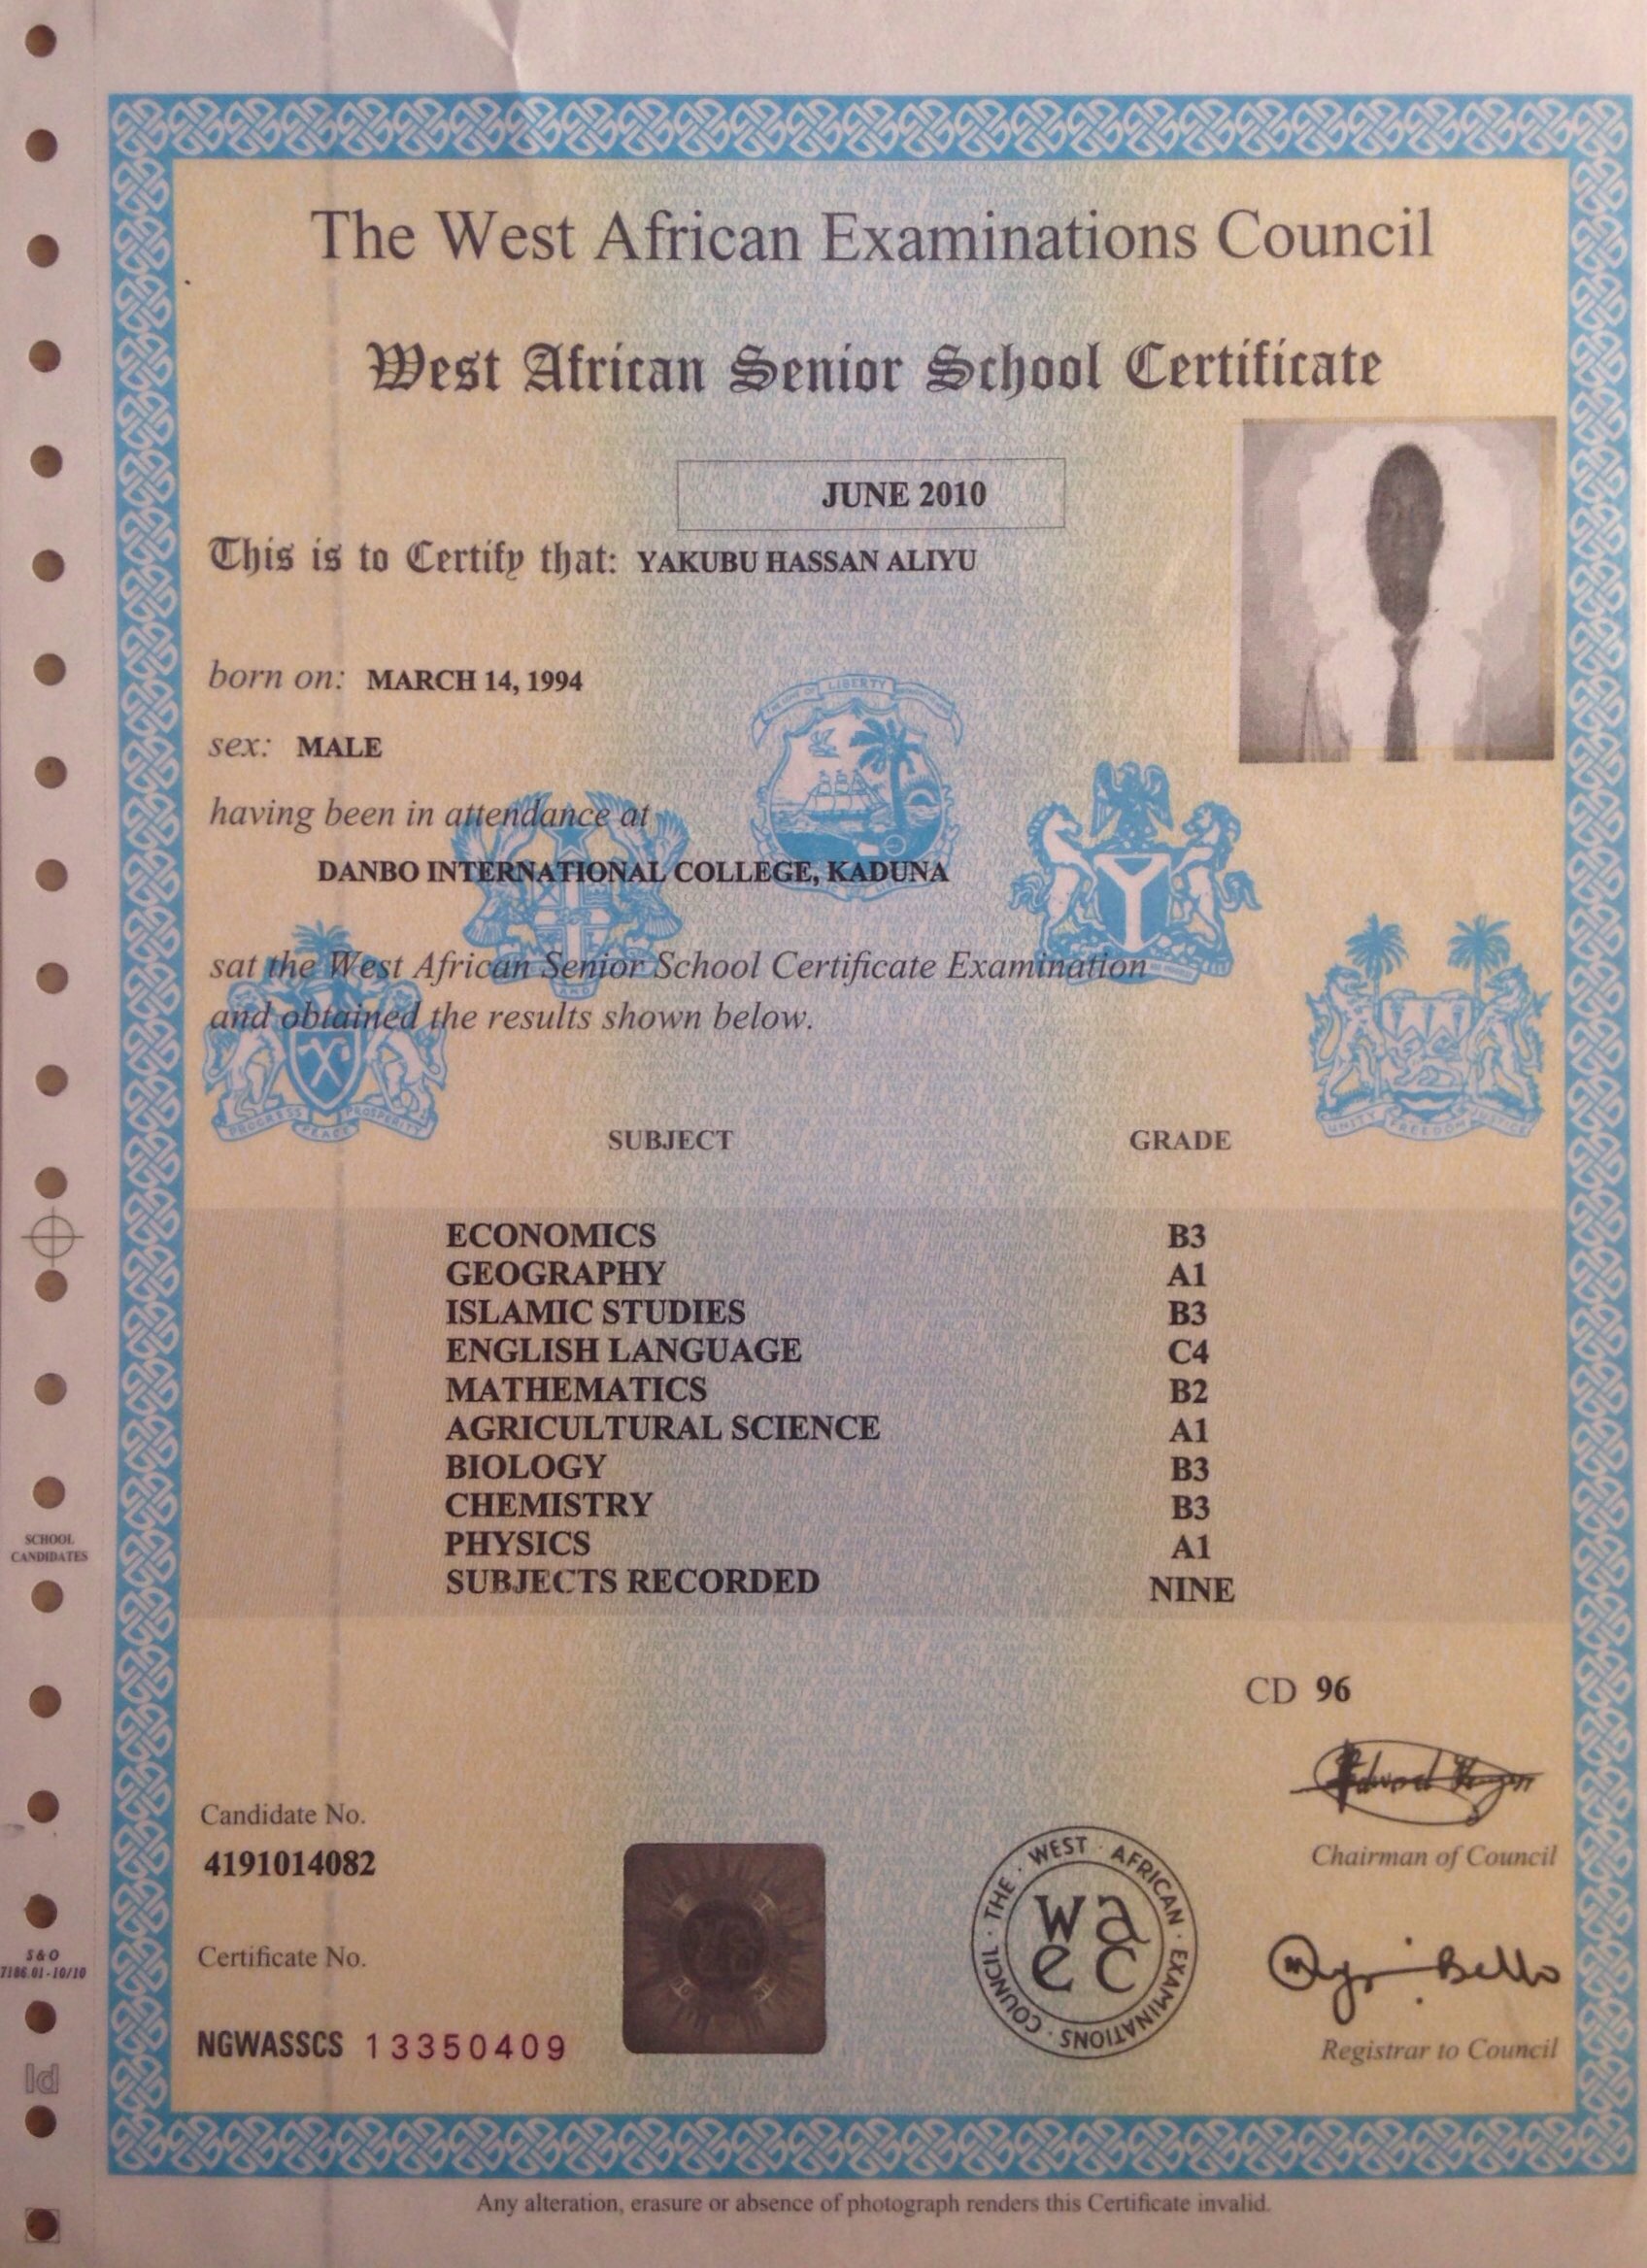 The West African Examinations Council
West African Senior School Certificate
JUNE 2010
This is to Certify that: YAKUBU HASSAN ALIYU
born on: MARCH 14, 1994
sex: MALE
having been in attendance at
DANBO INTERNATIONAL COLLEGE, KADUNA
sat the West African Senior School Certificate Examination
and obtained the results shown below.
LIBERTY
PROGRESS PEACE PROSPERITY
UNITY FREEDOM JUSTICE
SUBJECT GRADE
ECONOMICS B3
GEOGRAPHY A1
ISLAMIC STUDIES B3
ENGLISH LANGUAGE C4
MATHEMATICS B2
AGRICULTURAL SCIENCE A1
BIOLOGY B3
CHEMISTRY B3
PHYSICS A1
SUBJECTS RECORDED NINE
SCHOOL
CANDIDATES
CD 96
Chairman of Council
Candidate No.
4191014082
THE · WEST · AFRICAN · EXAMINATIONS · COUNCIL
wa
ec
Certificate No.
S&O
7186.01-10/10
Bello
NGWASSCS 13350409
Registrar to Council
Any alteration, erasure or absence of photograph renders this Certificate invalid.